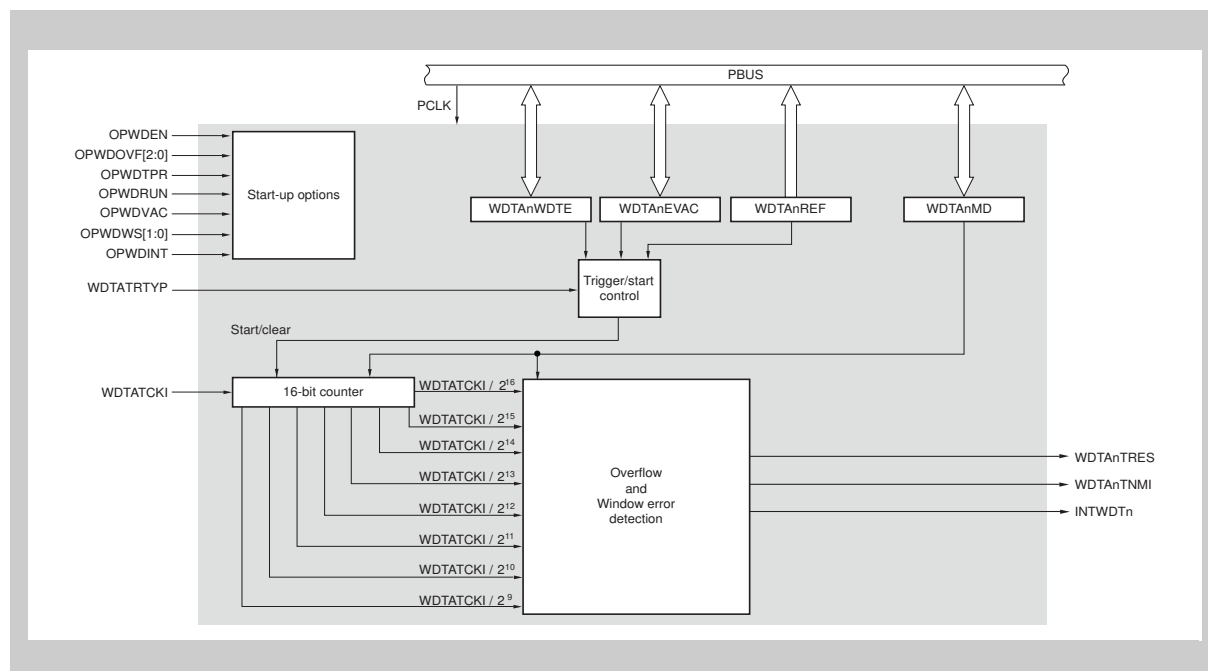 PBUS
PCLK
OPWDEN
OPWDOVF[2:0]
OPWDTPR
OPWDRUN
OPWDVAC
OPWDWS[1:0]
OPWDINT
Start-up options
WDTAnWDTE
WDTAnEVAC
WDTAnREF
WDTAnMD
WDTATRTYP
Trigger/start
control
Start/clear
WDTATCKI
16-bit counter
WDTATCKI / 2¹⁶
WDTATCKI / 2¹⁵
WDTATCKI / 2¹⁴
WDTATCKI / 2¹³
WDTATCKI / 2¹²
WDTATCKI / 2¹¹
WDTATCKI / 2¹⁰
WDTATCKI / 2⁹
Overflow
and
Window error
detection
WDTAnTRES
WDTAnTNMI
INTWDTn